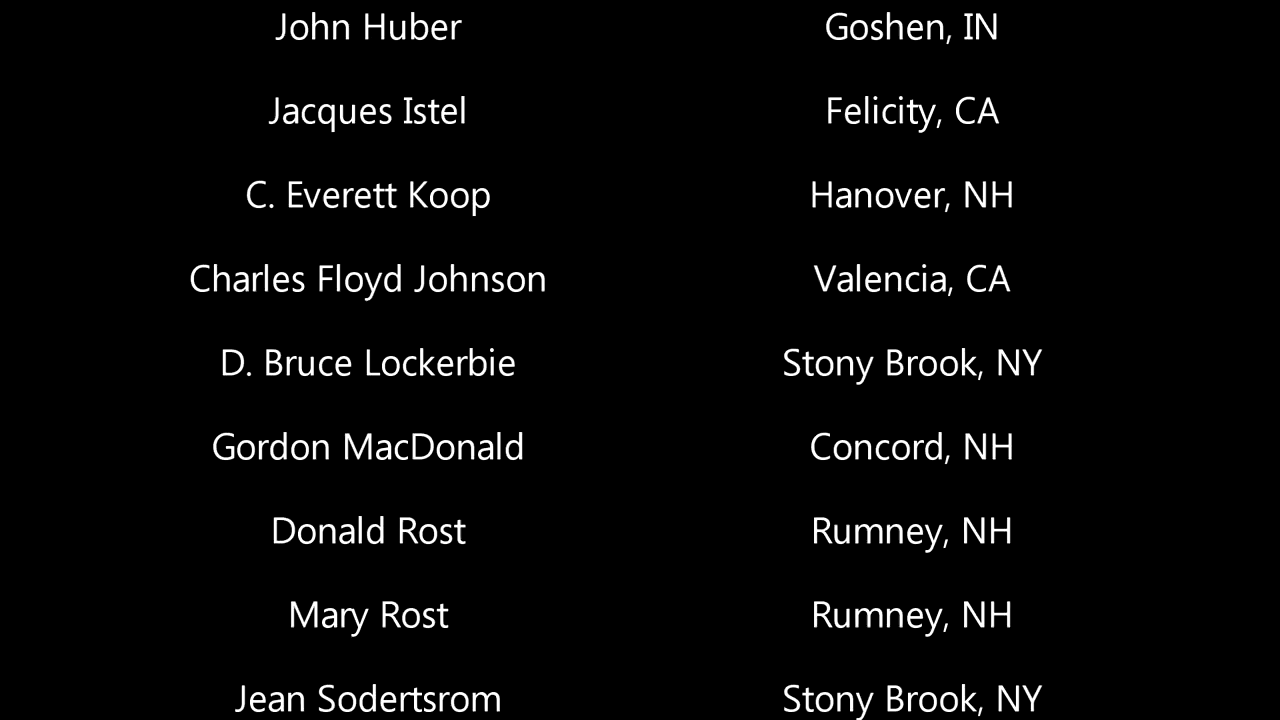 John Huber Goshen, IN
Jacques Istel Felicity, CA
C. Everett Koop Hanover, NH
Charles Floyd Johnson Valencia, CA
D. Bruce Lockerbie Stony Brook, NY
Gordon MacDonald Concord, NH
Donald Rost Rumney, NH
Mary Rost Rumney, NH
Jean Sodertsrom Stony Brook, NY